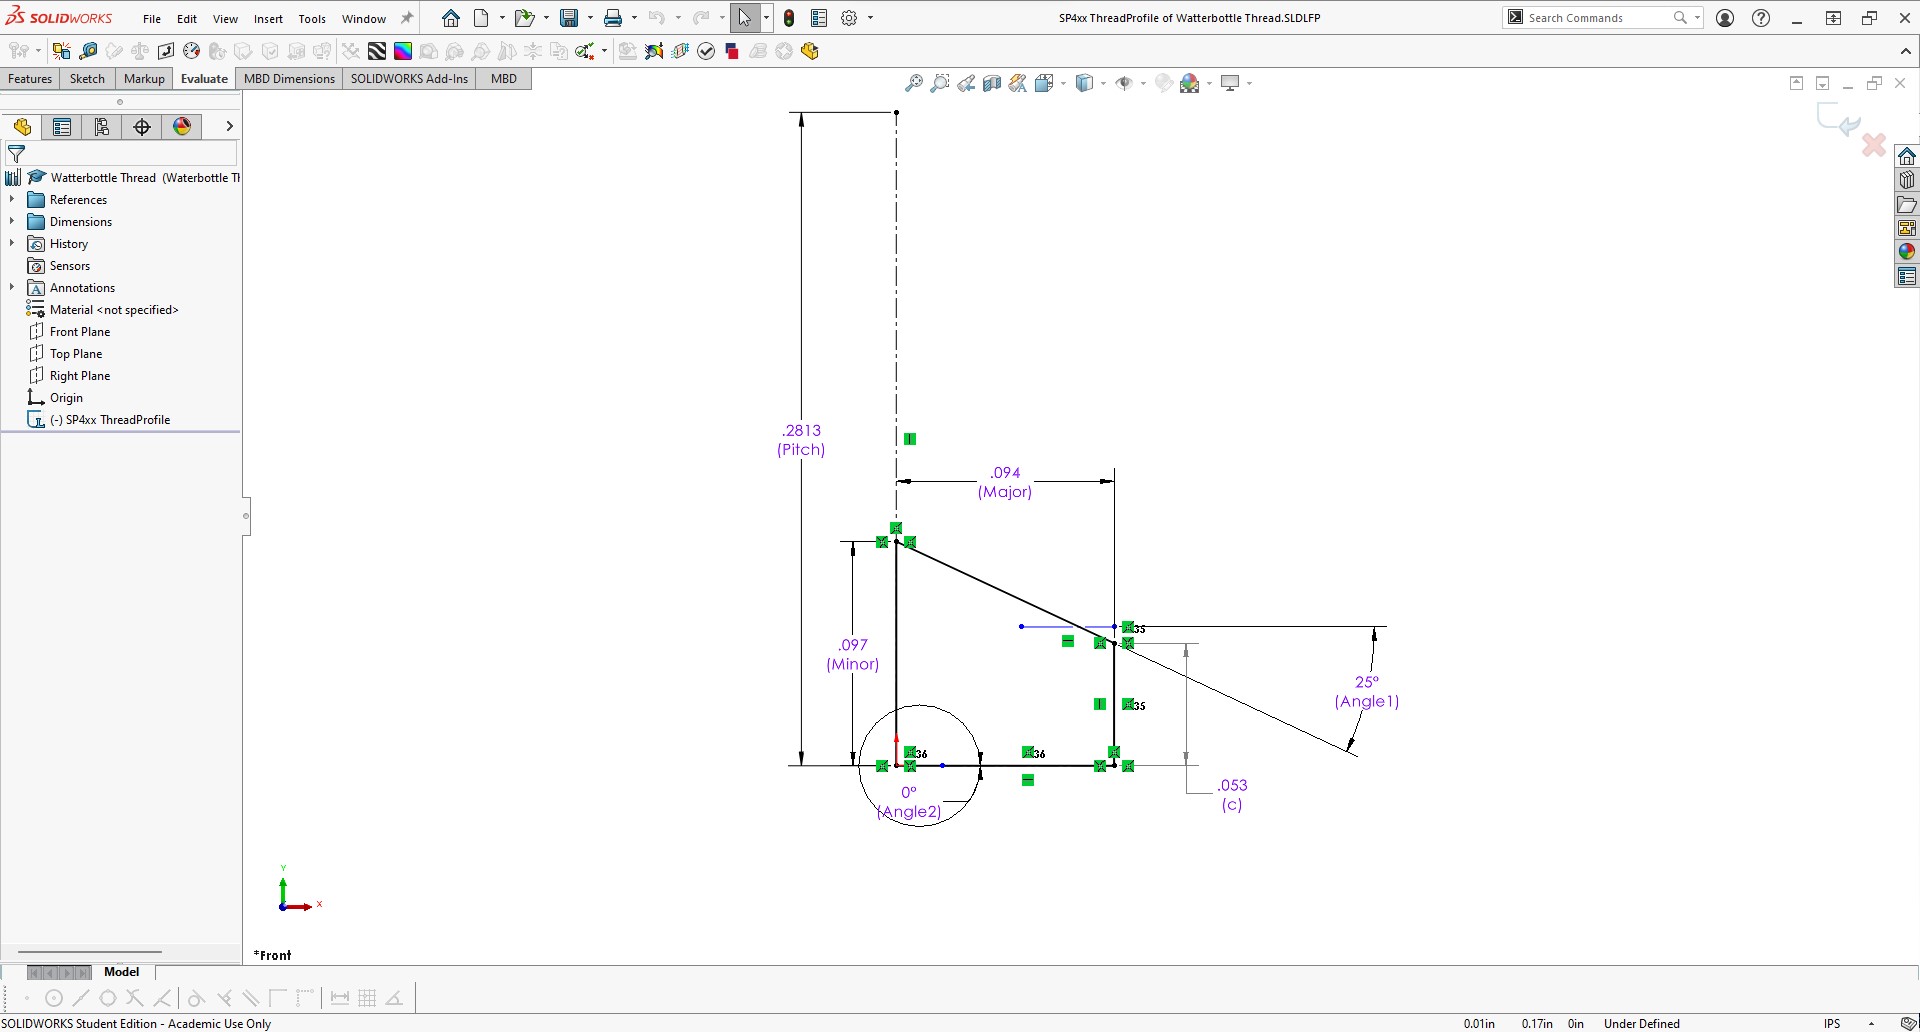 SOLIDWORKS File Edit View Insert Tools Window SP4xx ThreadProfile of Watterbottle Thread.SLDLFP Search Commands
Features Sketch Markup Evaluate MBD Dimensions SOLIDWORKS Add-Ins MBD
Watterbottle Thread (Waterbottle Th
References
Dimensions
History
Sensors
Annotations
Material <not specified>
Front Plane
Top Plane
Right Plane
Origin
(-) SP4xx ThreadProfile
.2813
(Pitch)
.094
(Major)
35
.097
(Minor)
25°
(Angle1)
35
36 36
0°
(Angle2)
.053
(c)
Y
X
*Front
Model
SOLIDWORKS Student Edition - Academic Use Only 0.01in 0.17in 0in Under Defined IPS